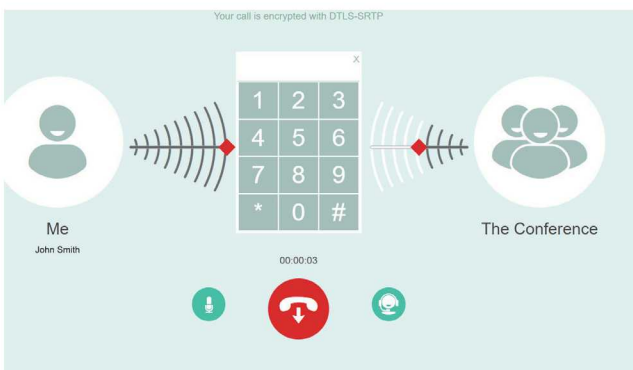 Your call is encrypted with DTLS-SRTP
X
1 2 3
4 5 6
7 8 9
* 0 #
Me
John Smith
The Conference
00:00:03